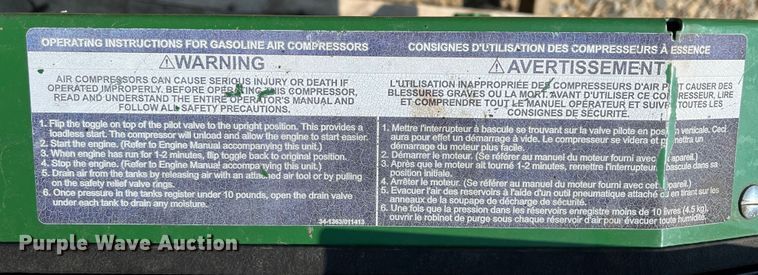 OPERATING INSTRUCTIONS FOR GASOLINE AIR COMPRESSORS
⚠WARNING
AIR COMPRESSORS CAN CAUSE SERIOUS INJURY OR DEATH IF
OPERATED IMPROPERLY. BEFORE OPERATING THIS COMPRESSOR,
READ AND UNDERSTAND THE ENTIRE OPERATOR'S MANUAL AND
FOLLOW ALL SAFETY PRECAUTIONS.
1. Flip the toggle on top of the pilot valve to the upright position. This provides a
loadless start. The compressor will unload and allow the engine to start easier.
2. Start the engine. (Refer to Engine Manual accompanying this unit.)
3. When engine has run for 1-2 minutes, flip toggle back to original position.
4. Stop the engine. (Refer to Engine Manual accompanying this unit.)
5. Drain air from the tanks by releasing air with an attached air tool or by pulling
on the safety relief valve rings.
6. Once pressure in the tanks register under 10 pounds, open the drain valve
under each tank to drain any moisture.
34-1363/011413
CONSIGNES D'UTILISATION DES COMPRESSEURS À ESSENCE
⚠AVERTISSEMENT
L'UTILISATION INAPPROPRIÉE DES COMPRESSEURS D'AIR PEUT CAUSER DES
BLESSURES GRAVES OU LA MORT. AVANT D'UTILISER CE COMPRESSEUR, LIRE
ET COMPRENDRE TOUT LE MANUEL OPÉRATEUR ET SUIVRE TOUTES LES
CONSIGNES DE SÉCURITÉ.
1. Mettre l'interrupteur à bascule se trouvant sur la valve pilote en position verticale. Ceci
aura pour effet un démarrage à vide. Le compresseur se videra et permettra un
démarrage du moteur plus facile.
2. Démarrer le moteur. (Se référer au manuel du moteur fourni avec cet appareil.)
3. Après que le moteur ait tourné 1-2 minutes, remettre l'interrupteur à bascule dans sa
position initiale.
4. Arrêter le moteur. (Se référer au manuel du moteur fourni avec cet appareil.)
5. Évacuer l'air des réservoirs à l'aide d'un outil pneumatique attaché ou en tirant sur les
anneaux de la soupape de décharge de sécurité.
6. Une fois que la pression dans les réservoirs enregistre moins de 10 livres (4.5 kg),
ouvrir le robinet de purge sous chaque réservoir d'air pour évacuer toute humidité.
Purple Wave Auction